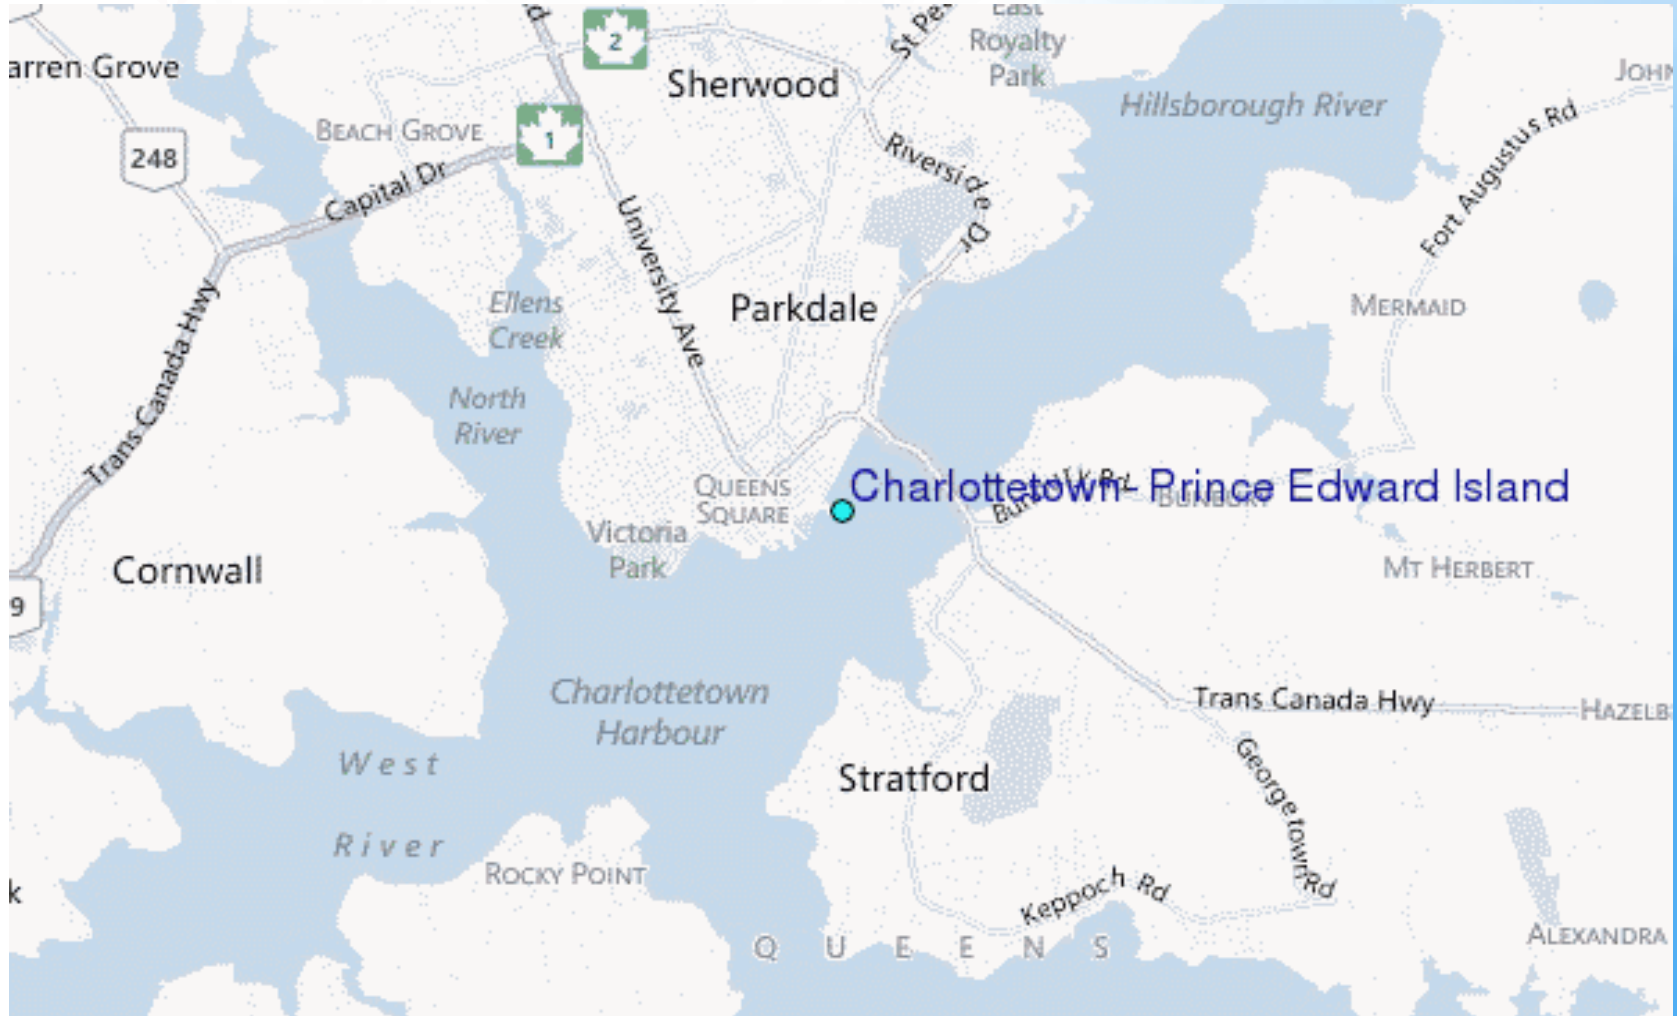 East
Royalty
Park
St Pe
2
arren Grove
Sherwood
JOHN
Hillsborough River
BEACH GROVE
1
248
Riverside Dr
Fort Augustus Rd
Capital Dr
University Ave
Ellens
Creek
Parkdale
MERMAID
Trans Canada Hwy
North
River
QUEENS
SQUARE
Charlottetown- Prince Edward Island
BUNBURY
Victoria
Park
Cornwall
MT HERBERT
9
Charlottetown
Harbour
Trans Canada Hwy
HAZELB
West
River
Stratford
Georgetown Rd
ROCKY POINT
k
Keppoch Rd
QUEENS
ALEXANDRA